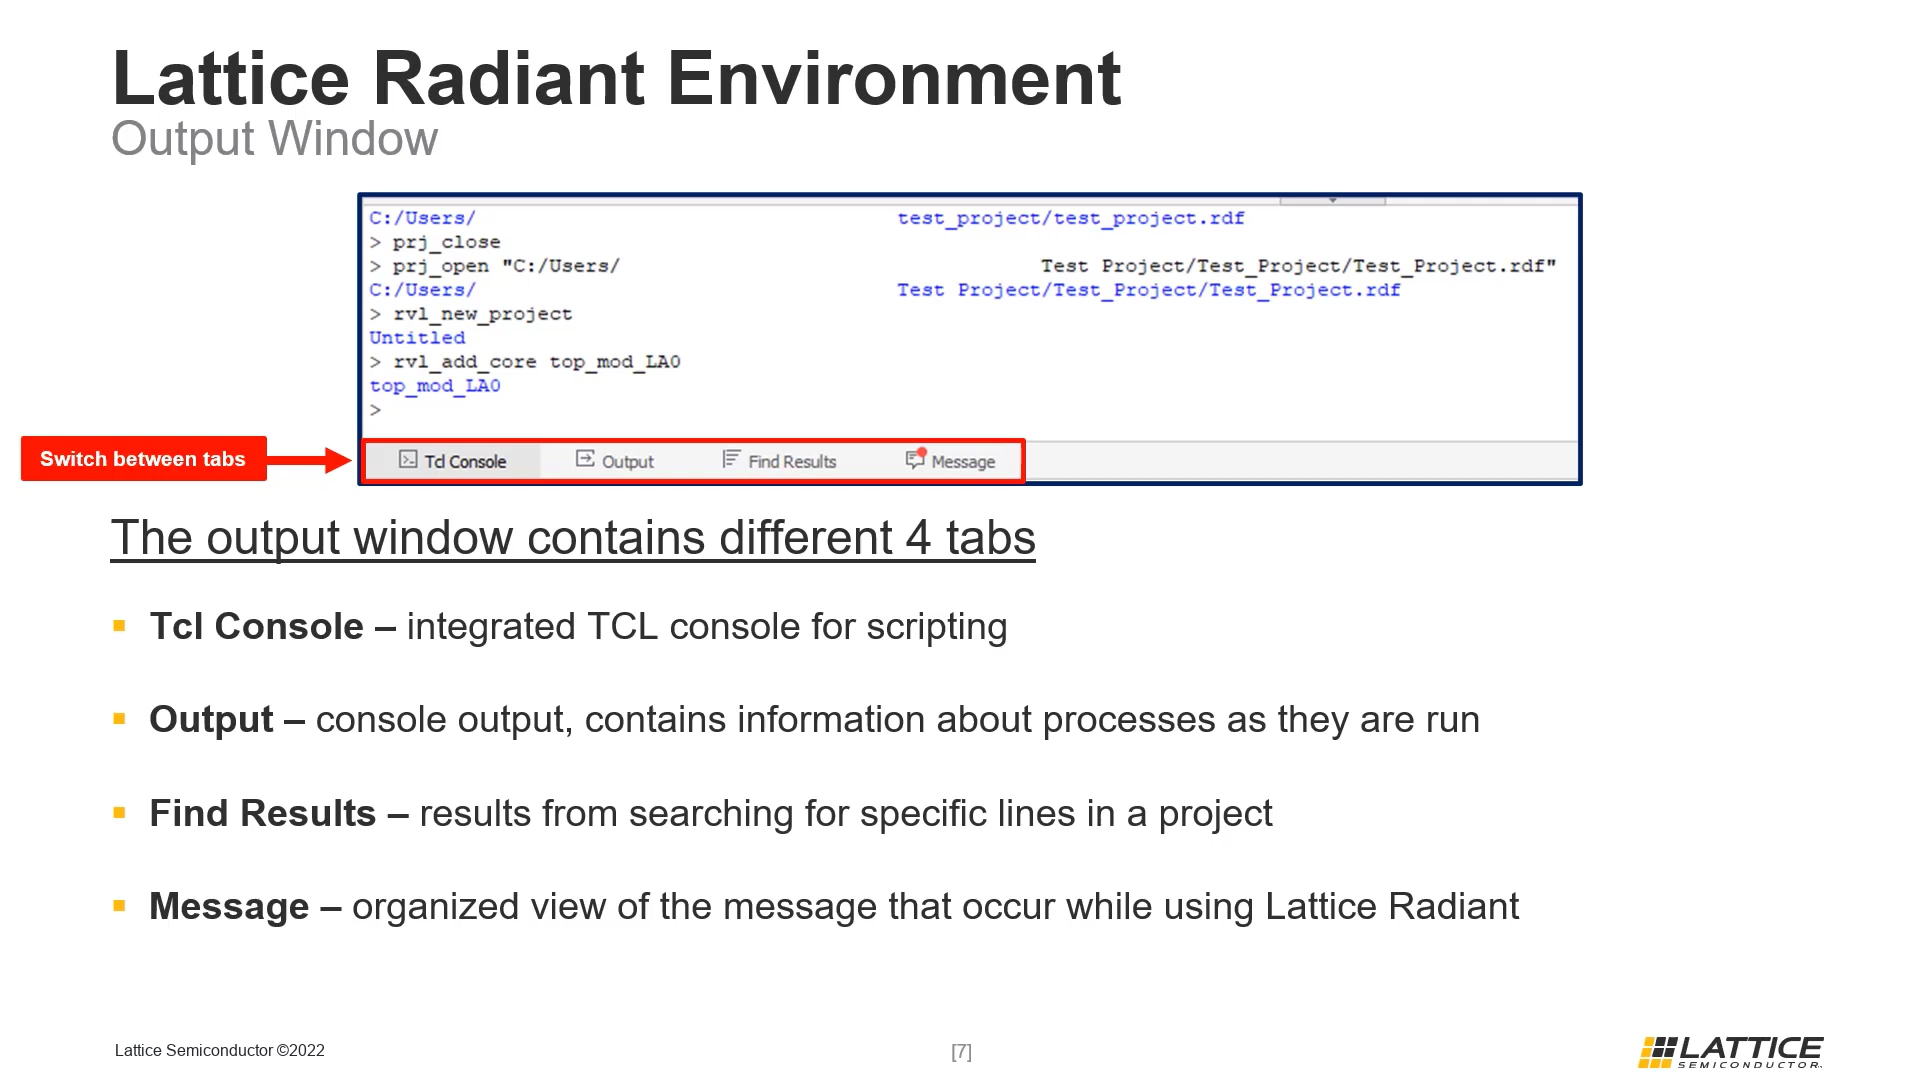 Lattice Radiant Environment
Output Window
C:/Users/ test_project/test_project.rdf
> prj_close
> prj_open "C:/Users/ Test Project/Test_Project/Test_Project.rdf"
C:/Users/ Test Project/Test_Project/Test_Project.rdf
> rvl_new_project
Untitled
> rvl_add_core top_mod_LA0
top_mod_LA0
>
Switch between tabs
Tcl Console Output Find Results Message
The output window contains different 4 tabs
Tcl Console – integrated TCL console for scripting
Output – console output, contains information about processes as they are run
Find Results – results from searching for specific lines in a project
Message – organized view of the message that occur while using Lattice Radiant
Lattice Semiconductor ©2022
[7]
LATTICE
SEMICONDUCTOR